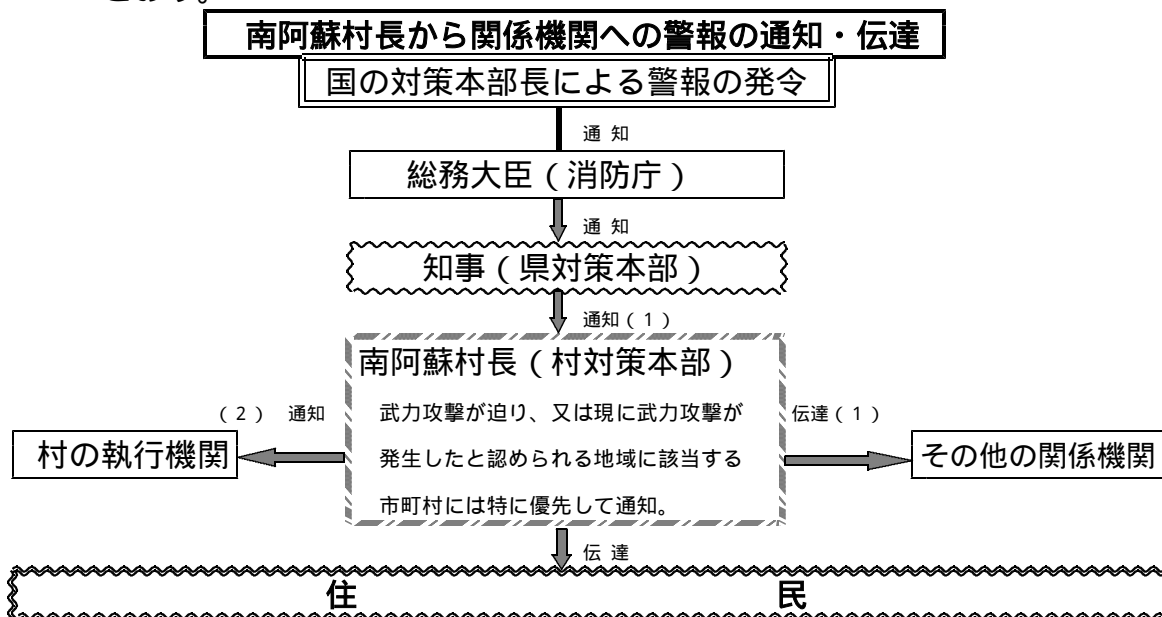 とおり。
南阿蘇村長から関係機関への警報の通知・伝達
国の対策本部長による警報の発令
通 知
総務大臣（消防庁）
通 知
知事（県対策本部）
通知（１）
南阿蘇村長（村対策本部）
武力攻撃が迫り、又は現に武力攻撃が
発生したと認められる地域に該当する
市町村には特に優先して通知。
（２） 通知
村の執行機関
伝達（１）
その他の関係機関
伝 達
住 民